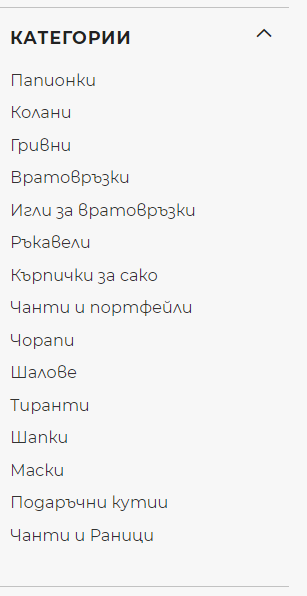 КАТЕГОРИИ
Папионки
Колани
Гривни
Вратовръзки
Игли за вратовръзки
Ръкавели
Кърпички за сако
Чанти и портфейли
Чорапи
Шалове
Тиранти
Шапки
Маски
Подаръчни кутии
Чанти и Раници